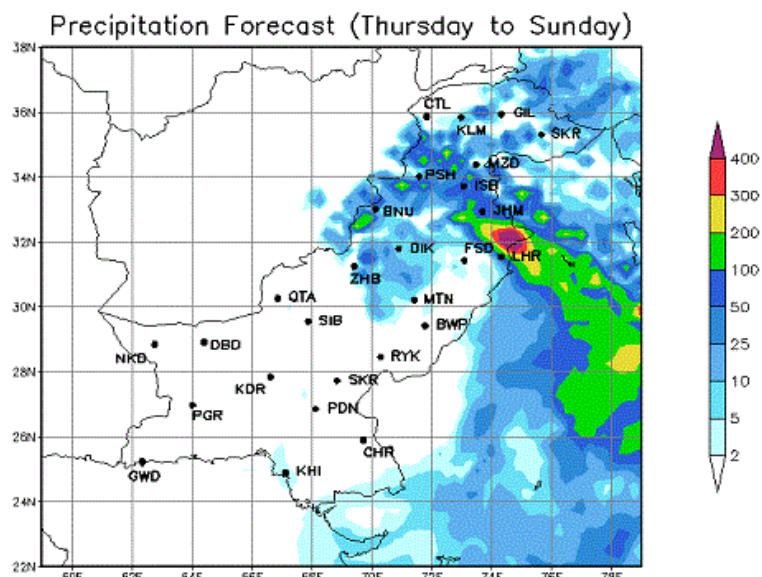 Precipitation Forecast (Thursday to Sunday)
38N
36N
34N
32N
30N
28N
26N
24N
22N
CTL
KLM
GIL
SKR
MZD
PSH
ISB
BNU
JHM
DIK
FSD
LHR
ZHB
QTA
MTN
SIB
BWP
NKD
DBD
RYK
KDR
SKR
PGR
PDN
CHR
GWD
KHI
400
300
200
100
50
25
10
5
2